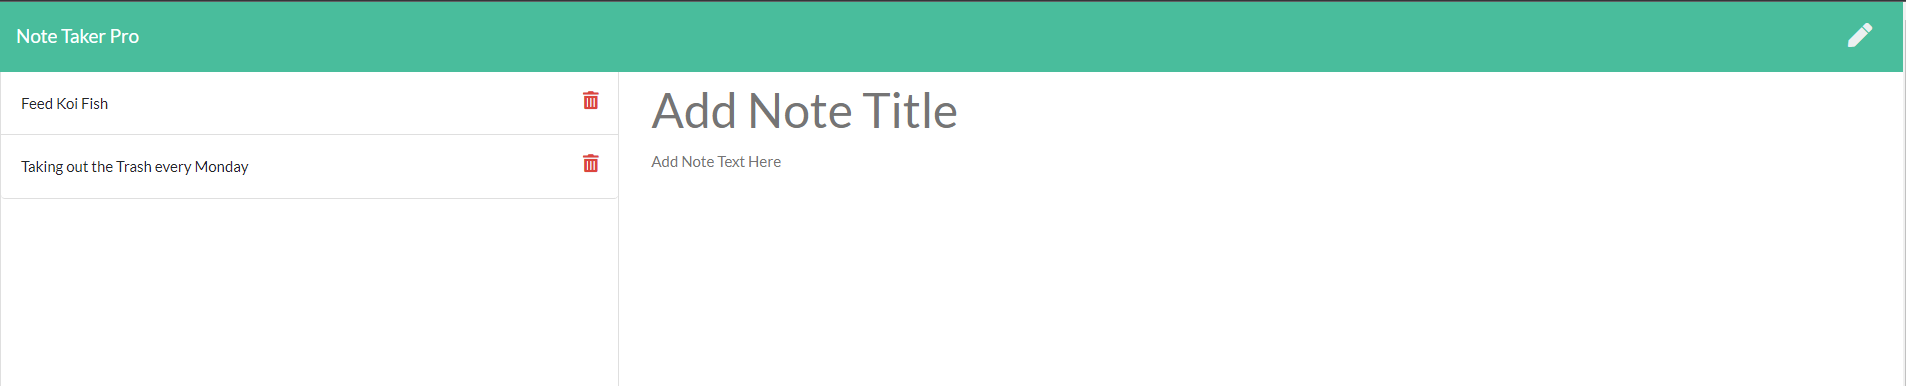 Note Taker Pro
Feed Koi Fish
Taking out the Trash every Monday
Add Note Title
Add Note Text Here